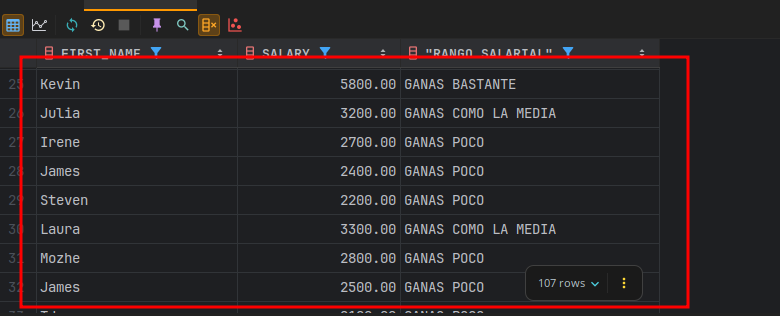 FIRST_NAME SALARY "RANGO SALARIAL"
25 Kevin 5800.00 GANAS BASTANTE
26 Julia 3200.00 GANAS COMO LA MEDIA
27 Irene 2700.00 GANAS POCO
28 James 2400.00 GANAS POCO
29 Steven 2200.00 GANAS POCO
30 Laura 3300.00 GANAS COMO LA MEDIA
31 Mozhe 2800.00 GANAS POCO
32 James 2500.00 GANAS POCO
107 rows